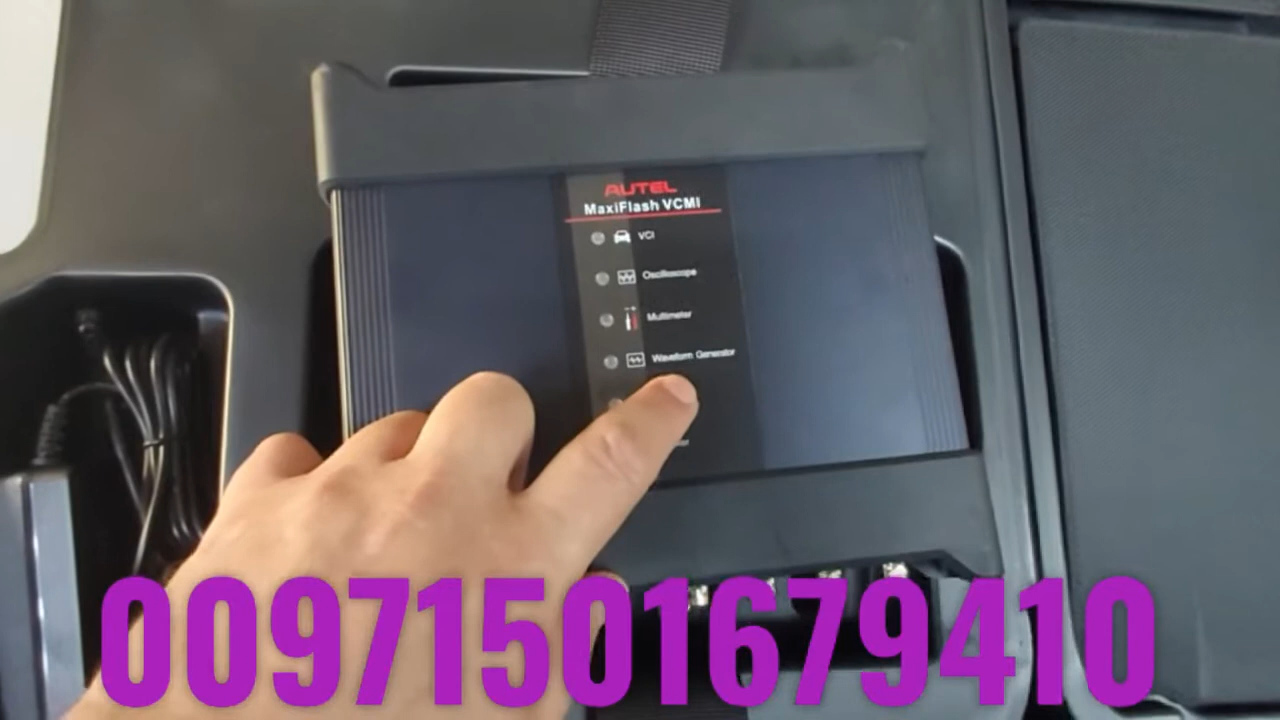 AUTEL
MaxiFlash VCMI
VCI
Oscilloscope
Multimeter
Waveform Generator
00971501679410